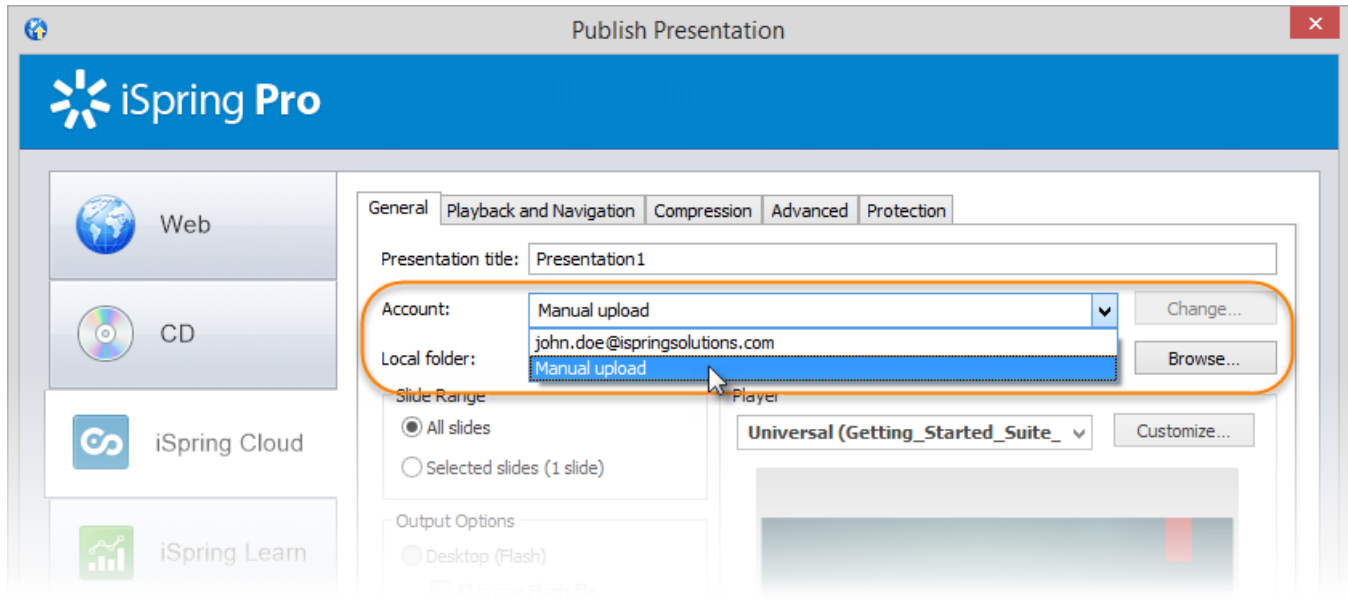 Publish Presentation
iSpring Pro
Web
CD
iSpring Cloud
iSpring Learn
General Playback and Navigation Compression Advanced Protection
Presentation title: Presentation1
Account: Manual upload Change...
john.doe@ispringsolutions.com
Manual upload
Local folder: Browse...
Slide Range
All slides
Selected slides (1 slide)
Player
Universal (Getting_Started_Suite_ Customize...
Output Options
Desktop (Flash)